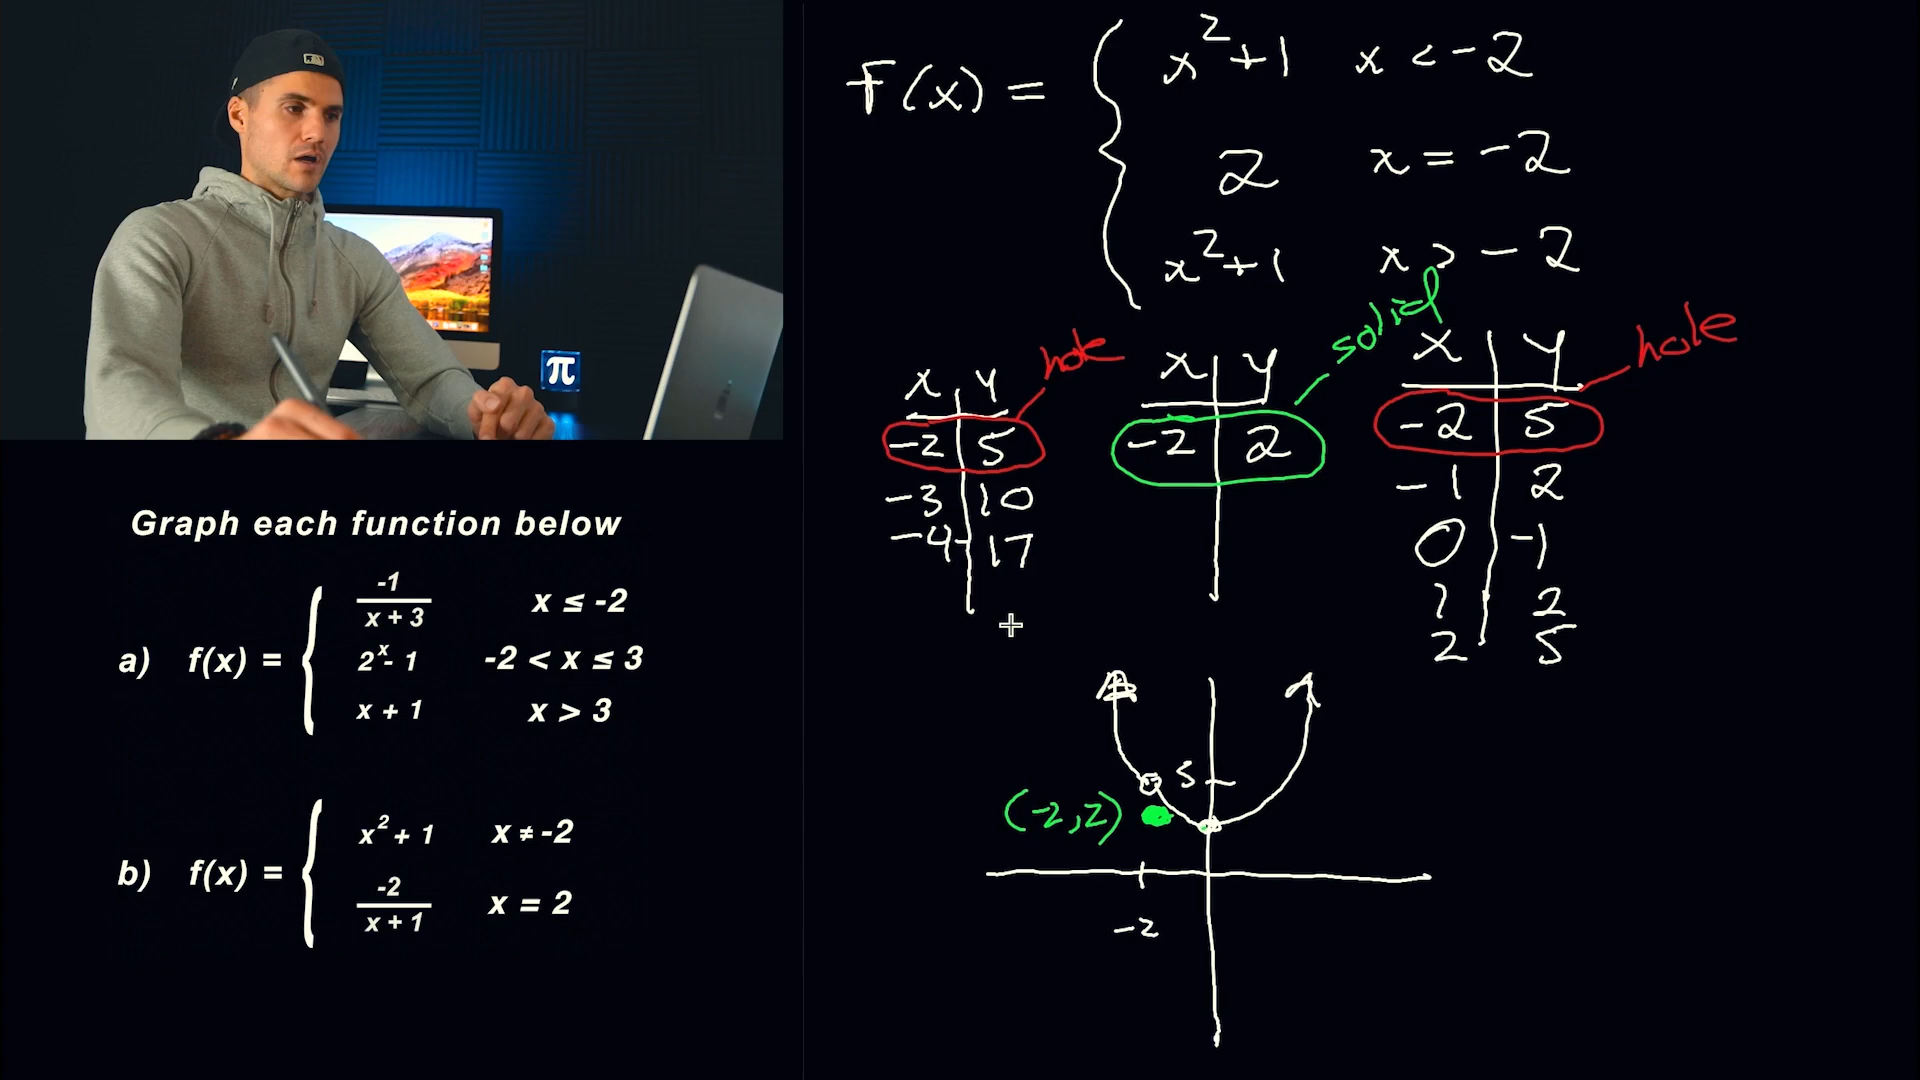 Graph each function below
a) f(x) = { -1/(x + 3) x ≤ -2
2^x - 1 -2 < x ≤ 3
x + 1 x > 3
b) f(x) = { x² + 1 x ≠ -2
-2/(x + 1) x = 2
π
F(x) = { x²+1 x < -2
2 x = -2
x²+1 x > -2
hole
x y
-2 5
-3 10
-4 17
solid
x y
-2 2
hole
x y
-2 5
-1 2
0 -1
1 2
2 5
5
(-2,2)
-2